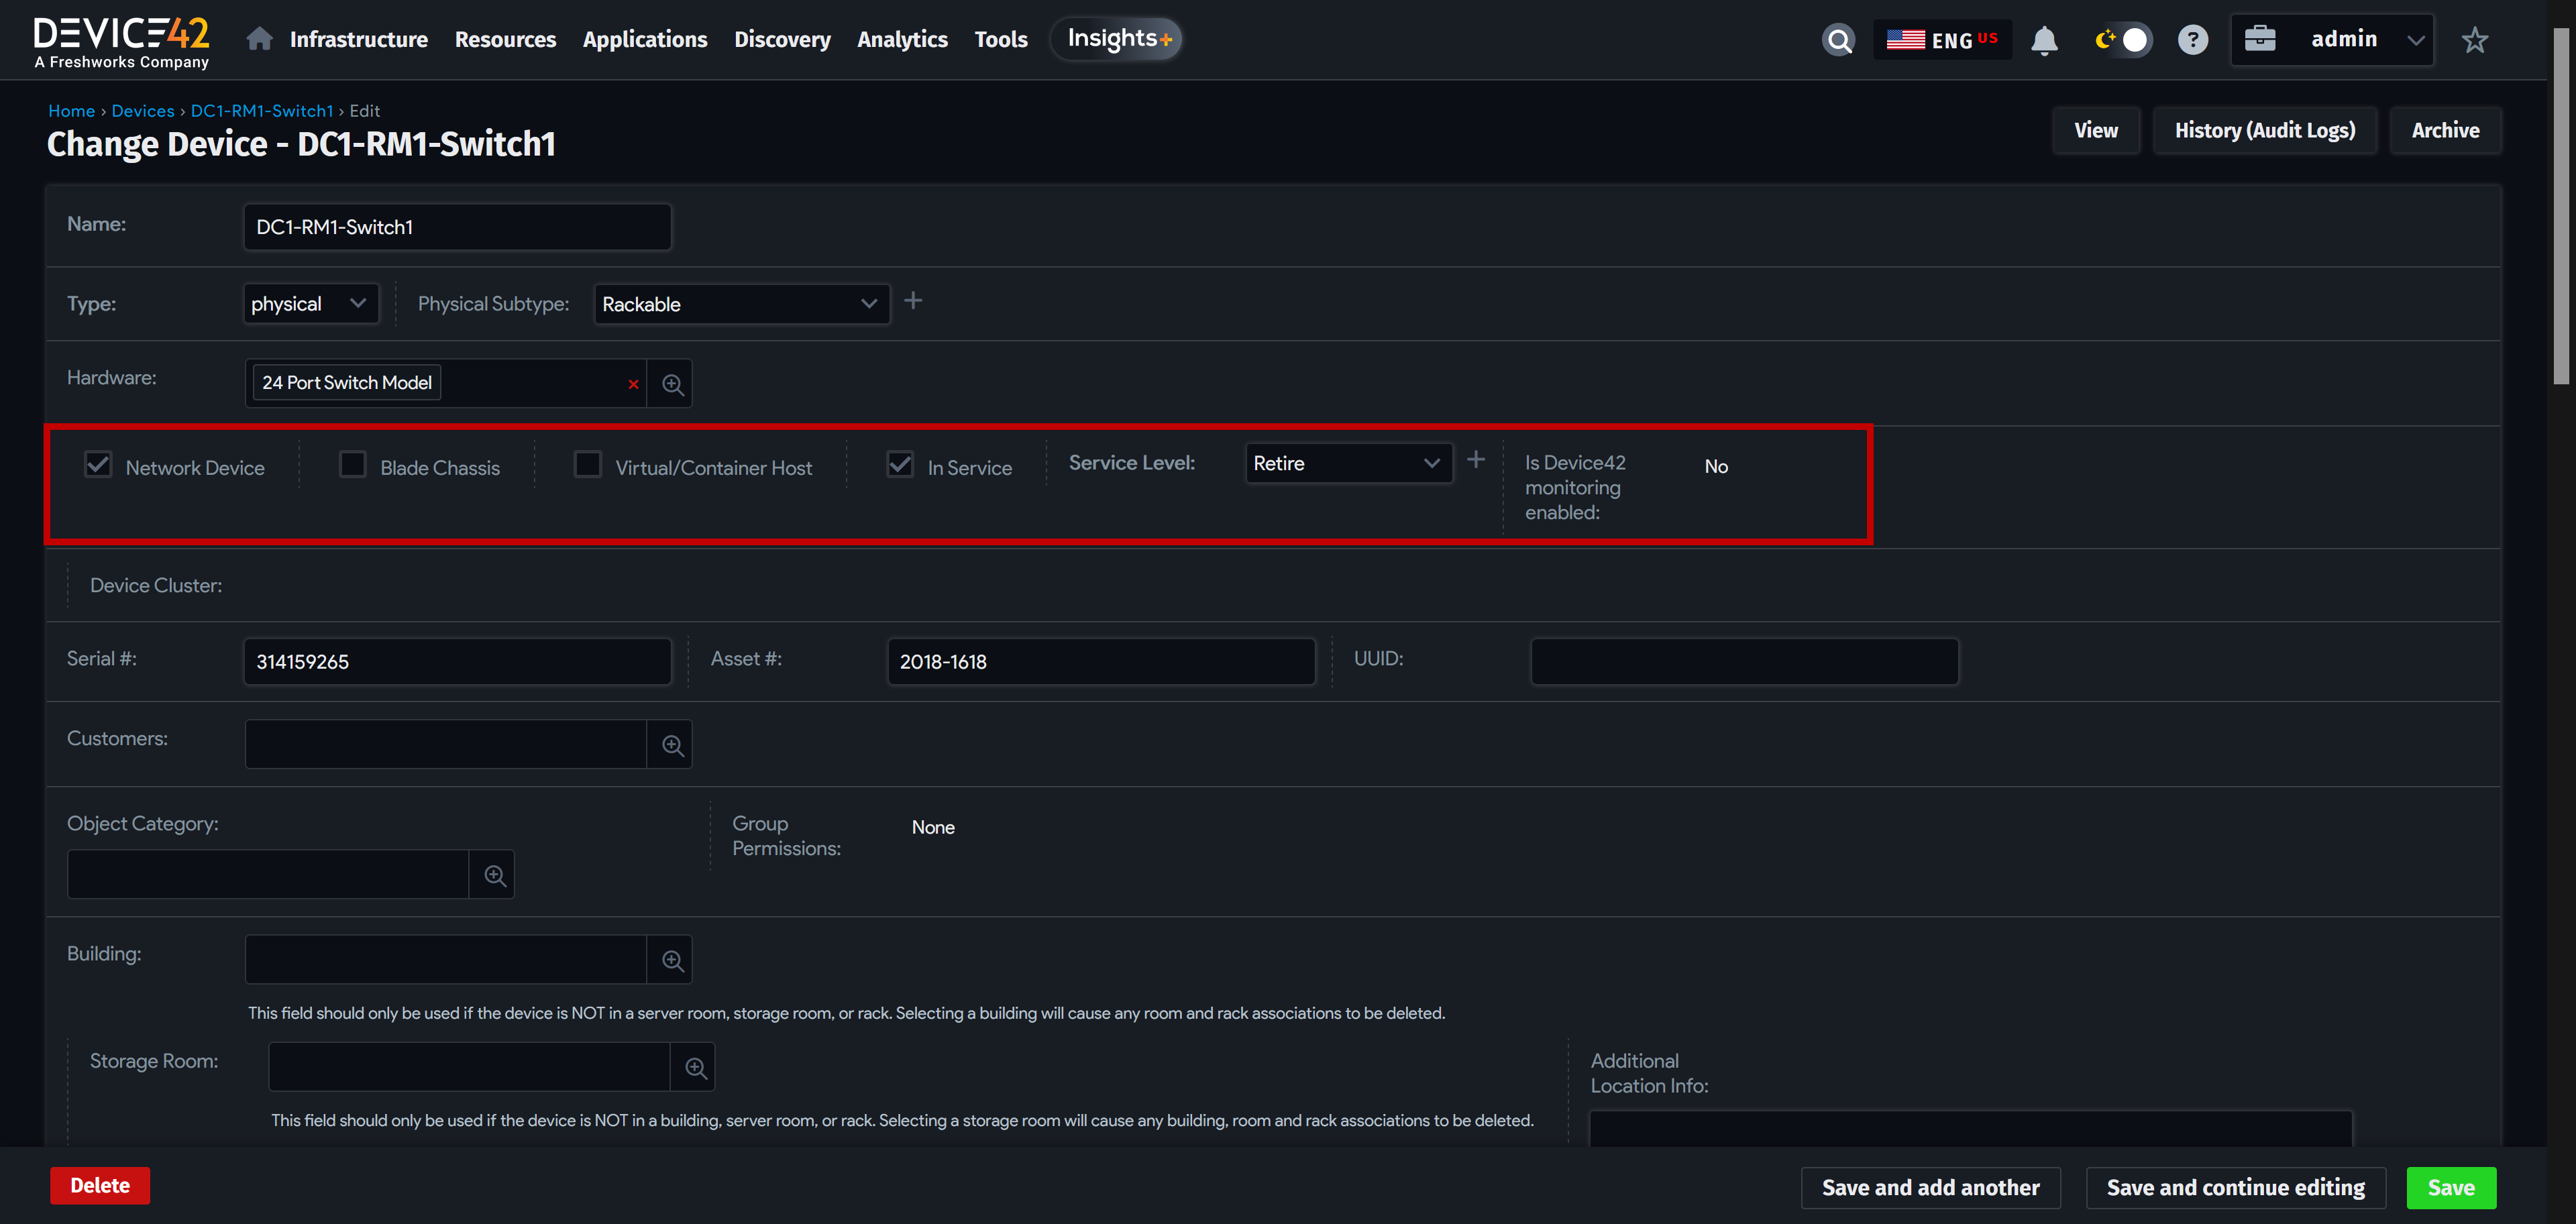 DEVICE42
A Freshworks Company
Infrastructure Resources Applications Discovery Analytics Tools Insights+
ENG US
?
admin
Home › Devices › DC1-RM1-Switch1 › Edit
Change Device - DC1-RM1-Switch1
View History (Audit Logs) Archive
Name: DC1-RM1-Switch1
Type: physical Physical Subtype: Rackable +
Hardware: 24 Port Switch Model ×
Network Device Blade Chassis Virtual/Container Host In Service Service Level: Retire + Is Device42
monitoring
enabled: No
Device Cluster:
Serial #: 314159265 Asset #: 2018-1618 UUID:
Customers:
Object Category:
Group
Permissions: None
Building:
This field should only be used if the device is NOT in a server room, storage room, or rack. Selecting a building will cause any room and rack associations to be deleted.
Storage Room:
This field should only be used if the device is NOT in a building, server room, or rack. Selecting a storage room will cause any building, room and rack associations to be deleted.
Additional
Location Info:
Delete Save and add another Save and continue editing Save